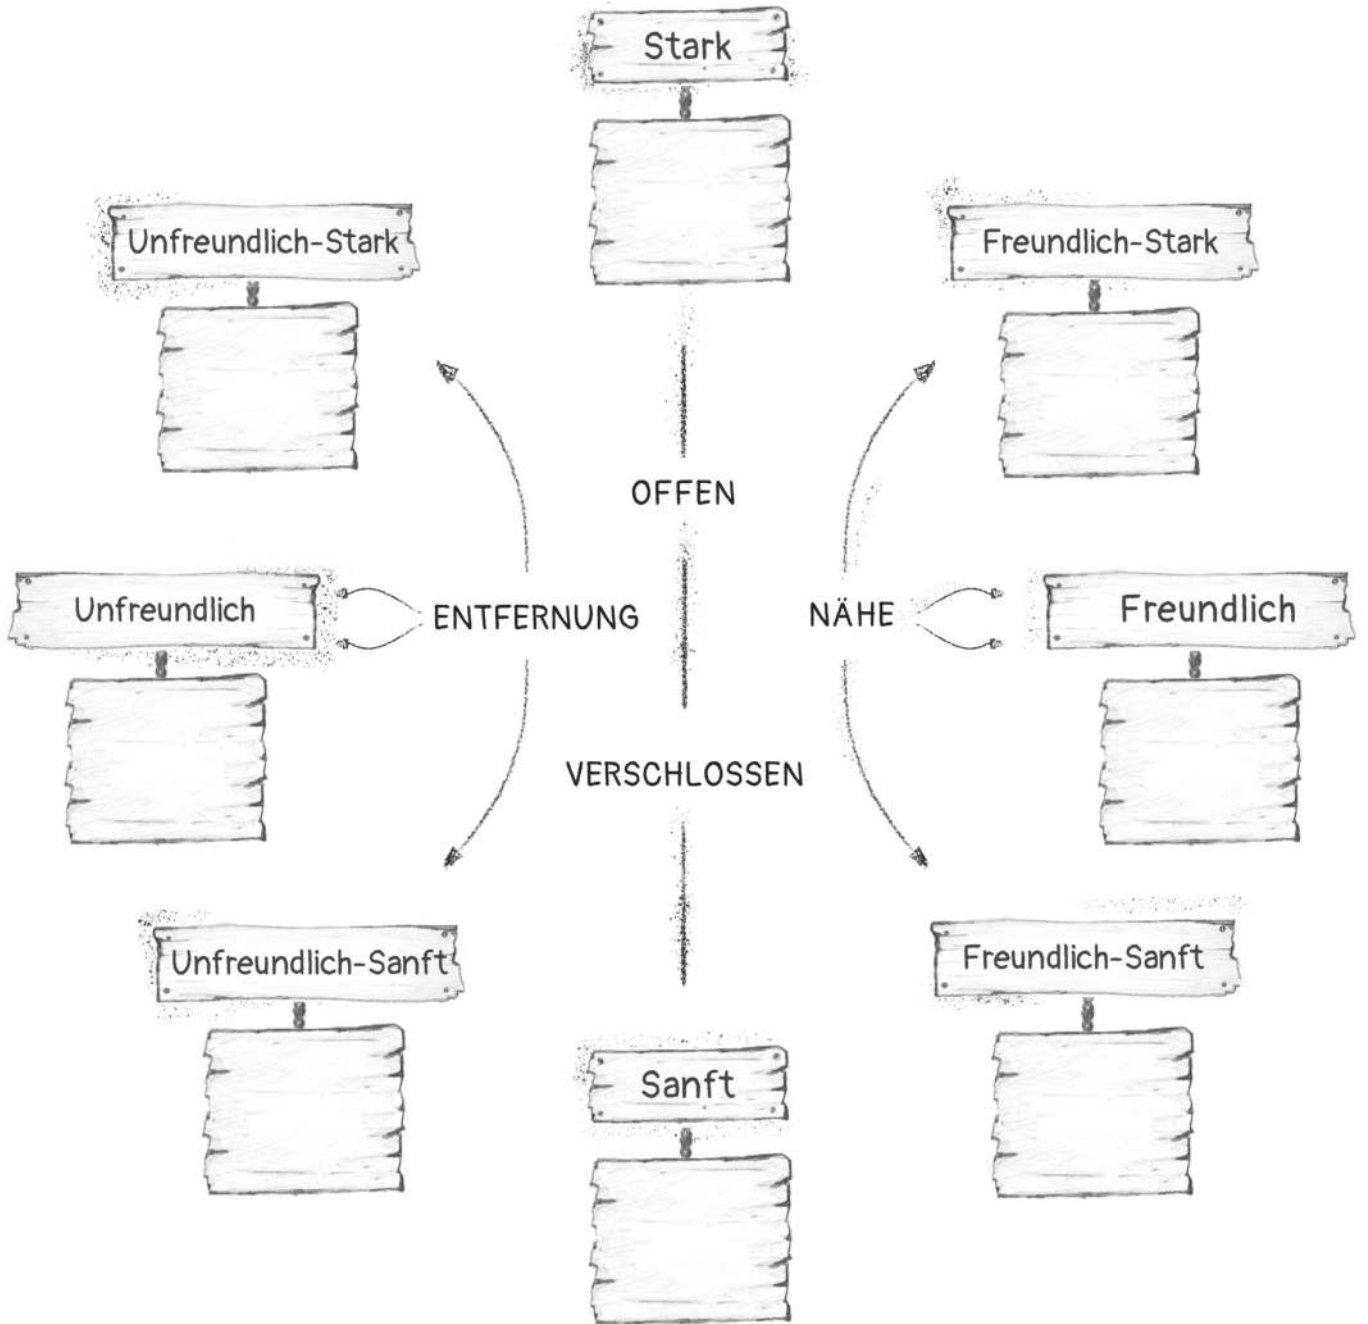 Stark
Unfreundlich-Stark
Freundlich-Stark
OFFEN
Unfreundlich
ENTFERNUNG
NÄHE
Freundlich
VERSCHLOSSEN
Unfreundlich-Sanft
Freundlich-Sanft
Sanft